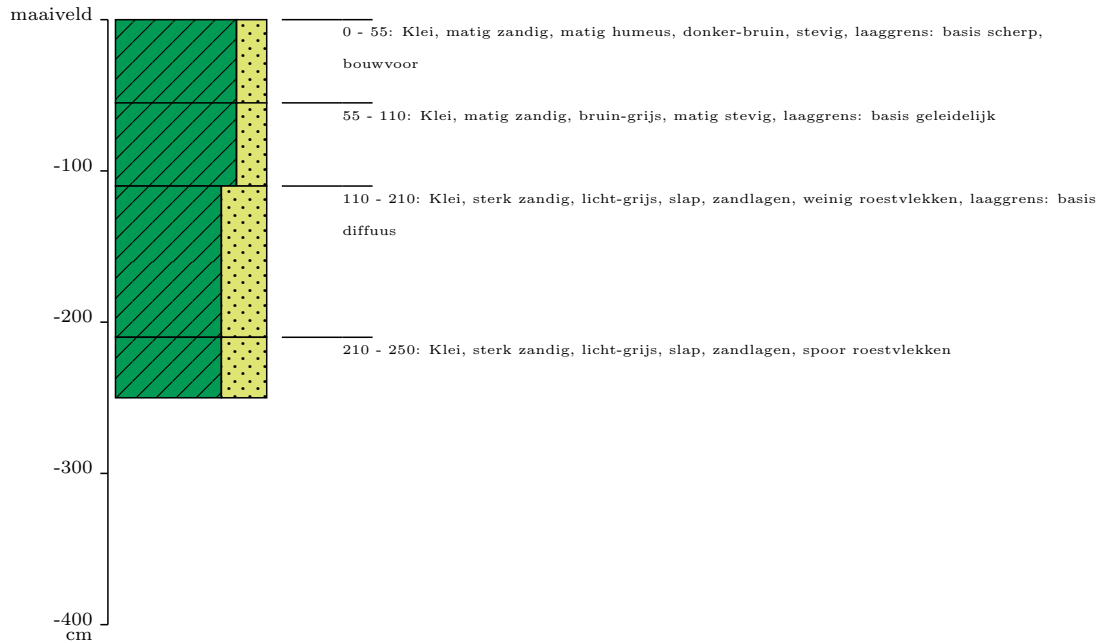 maaiveld
0 - 55: Klei, matig zandig, matig humeus, donker-bruin, stevig, laaggrens: basis scherp,
bouwvoor
55 - 110: Klei, matig zandig, bruin-grijs, matig stevig, laaggrens: basis geleidelijk
-100
110 - 210: Klei, sterk zandig, licht-grijs, slap, zandlagen, weinig roestvlekken, laaggrens: basis
diffuus
-200
210 - 250: Klei, sterk zandig, licht-grijs, slap, zandlagen, spoor roestvlekken
-300
-400
cm